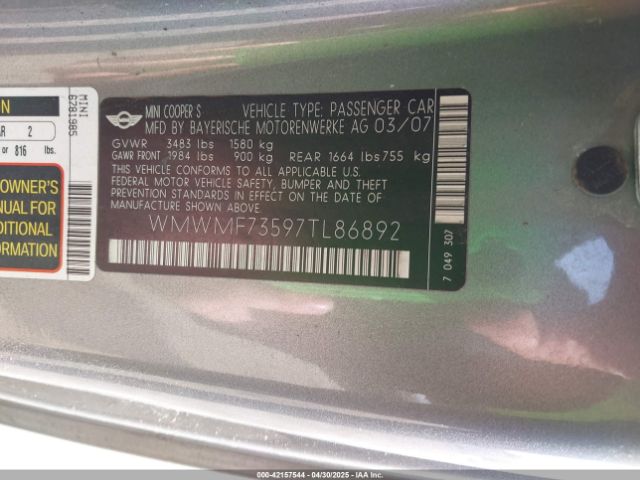 N
AR 2
or 816 lbs.
OWNER'S
NUAL FOR
DITIONAL
ORMATION
MINI
6781985
MINI COOPER S VEHICLE TYPE: PASSENGER CAR
MFD BY BAYERISCHE MOTORENWERKE AG 03/07
GVWR 3483 lbs 1580 kg
GAWR FRONT 1984 lbs 900 kg REAR 1664 lbs 755 kg
THIS VEHICLE CONFORMS TO ALL APPLICABLE U.S.
FEDERAL MOTOR VEHICLE SAFETY, BUMPER AND THEFT
PREVENTION STANDARDS IN EFFECT ON THE DATE OF
MANUFACTURE SHOWN ABOVE.
WMWMF73597TL86892
7 049 307
000-42157544 - 04/30/2025 - IAA Inc.